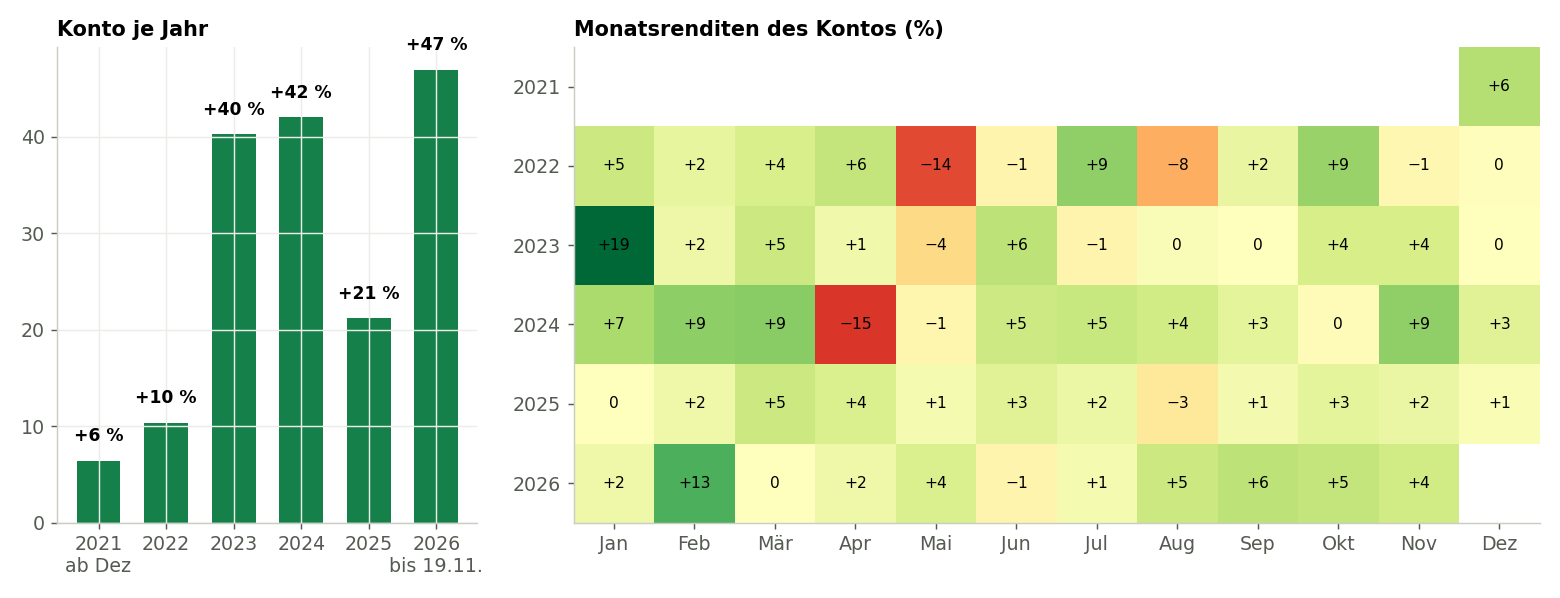 Konto je Jahr
+6 % +10 % +40 % +42 % +21 % +47 %
40
30
20
10
0
2021 2022 2023 2024 2025 2026
ab Dez bis 19.11.
Monatsrenditen des Kontos (%)
2021 +6
2022 +5 +2 +4 +6 −14 −1 +9 −8 +2 +9 −1 0
2023 +19 +2 +5 +1 −4 +6 −1 0 0 +4 +4 0
2024 +7 +9 +9 −15 −1 +5 +5 +4 +3 0 +9 +3
2025 0 +2 +5 +4 +1 +3 +2 −3 +1 +3 +2 +1
2026 +2 +13 0 +2 +4 −1 +1 +5 +6 +5 +4
Jan Feb Mär Apr Mai Jun Jul Aug Sep Okt Nov Dez